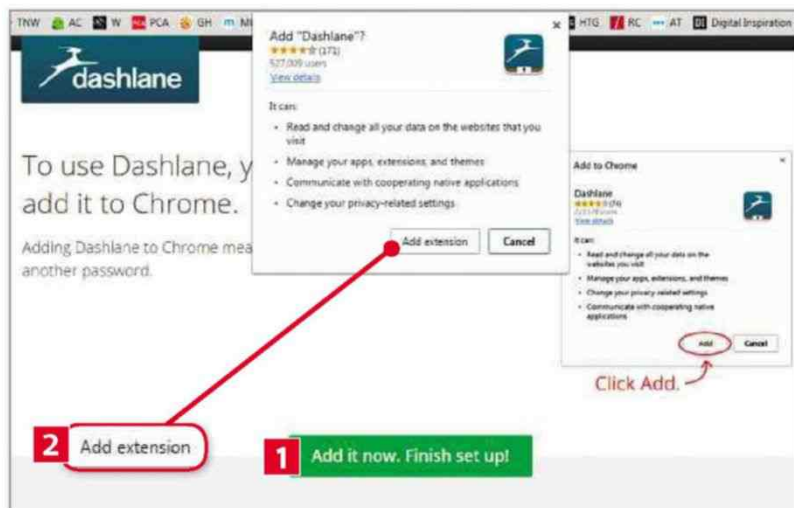 TNW AC W PCA GH m
HTG RC AT DI Digital Inspiration
dashlane
To use Dashlane, y
add it to Chrome.
Adding Dashlane to Chrome mea
another password.
Add "Dashlane"?
(171)
527,009 users
View details
It can:
• Read and change all your data on the websites that you
visit
• Manage your apps, extensions, and themes
• Communicate with cooperating native applications
• Change your privacy-related settings
Add extension Cancel
Add to Chrome
Dashlane
View details
It can:
• Read and change all your data on the
websites you visit
• Manage your apps, extensions, and themes
• Change your privacy-related settings
• Communicate with cooperating native
applications
Add Cancel
Click Add.
2 Add extension
1 Add it now. Finish set up!